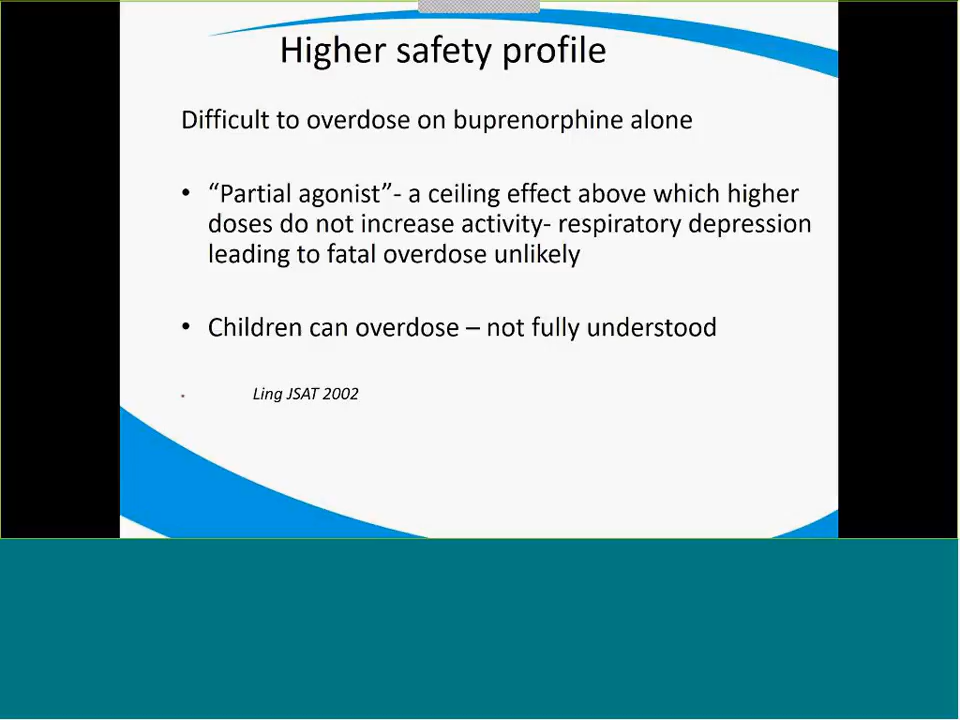 Higher safety profile
Difficult to overdose on buprenorphine alone
• “Partial agonist”- a ceiling effect above which higher
doses do not increase activity- respiratory depression
leading to fatal overdose unlikely
• Children can overdose – not fully understood
• Ling JSAT 2002